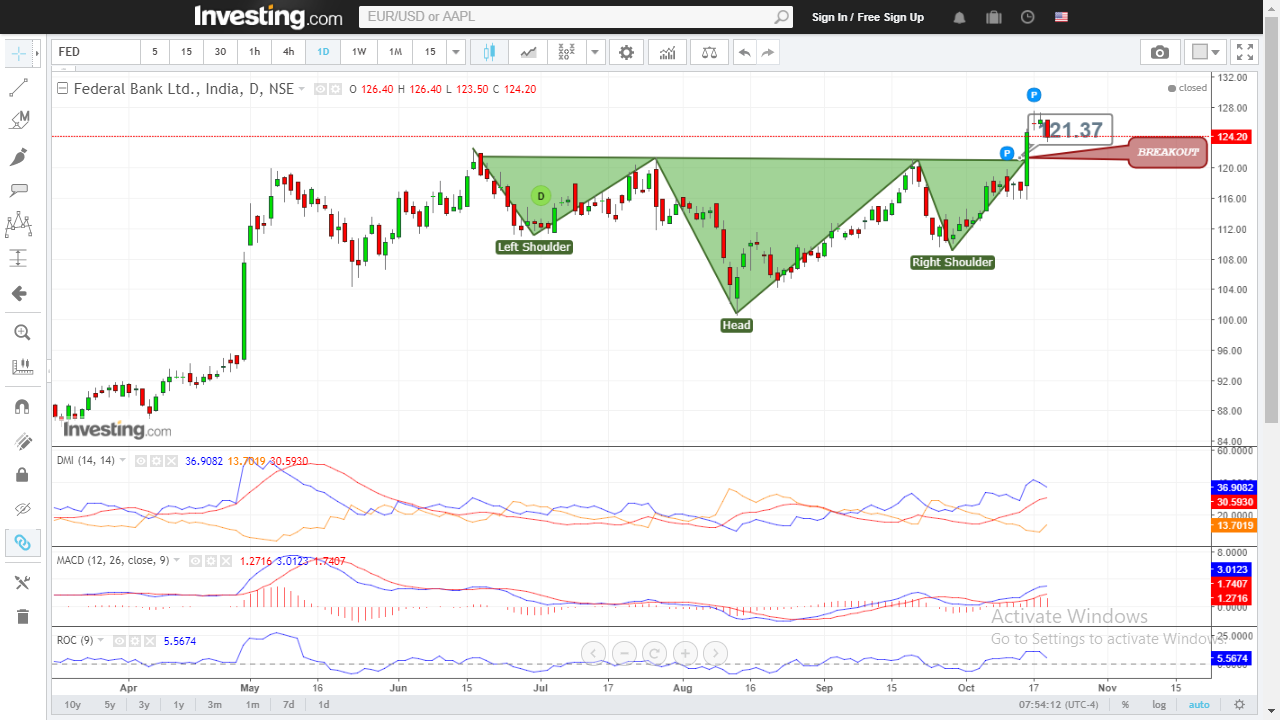 Investing.com
EUR/USD or AAPL
Sign In / Free Sign Up
FED 5 15 30 1h 4h 1D 1W 1M 15
Federal Bank Ltd., India, D, NSE O 126.40 H 126.40 L 123.50 C 124.20
closed
132.00
128.00
P
121.37
124.20
P
BREAKOUT
120.00
D
116.00
Left Shoulder
112.00
Right Shoulder
108.00
104.00
Head
100.00
96.00
92.00
88.00
Investing.com
84.00
DMI (14, 14) 36.9082 13.7019 30.5930
60.0000
36.9082
30.5930
20.0000
13.7019
MACD (12, 26, close, 9) 1.2716 3.0123 1.7407
8.0000
3.0123
1.7407
1.2716
0.0000
Activate Windows
Go to Settings to activate Windows.
ROC (9) 5.5674
25.0000
5.5674
Apr May 16 Jun 15 Jul 17 Aug 16 Sep 15 Oct 17 Nov 15
10y 5y 3y 1y 3m 1m 7d 1d 07:54:12 (UTC-4) % log auto